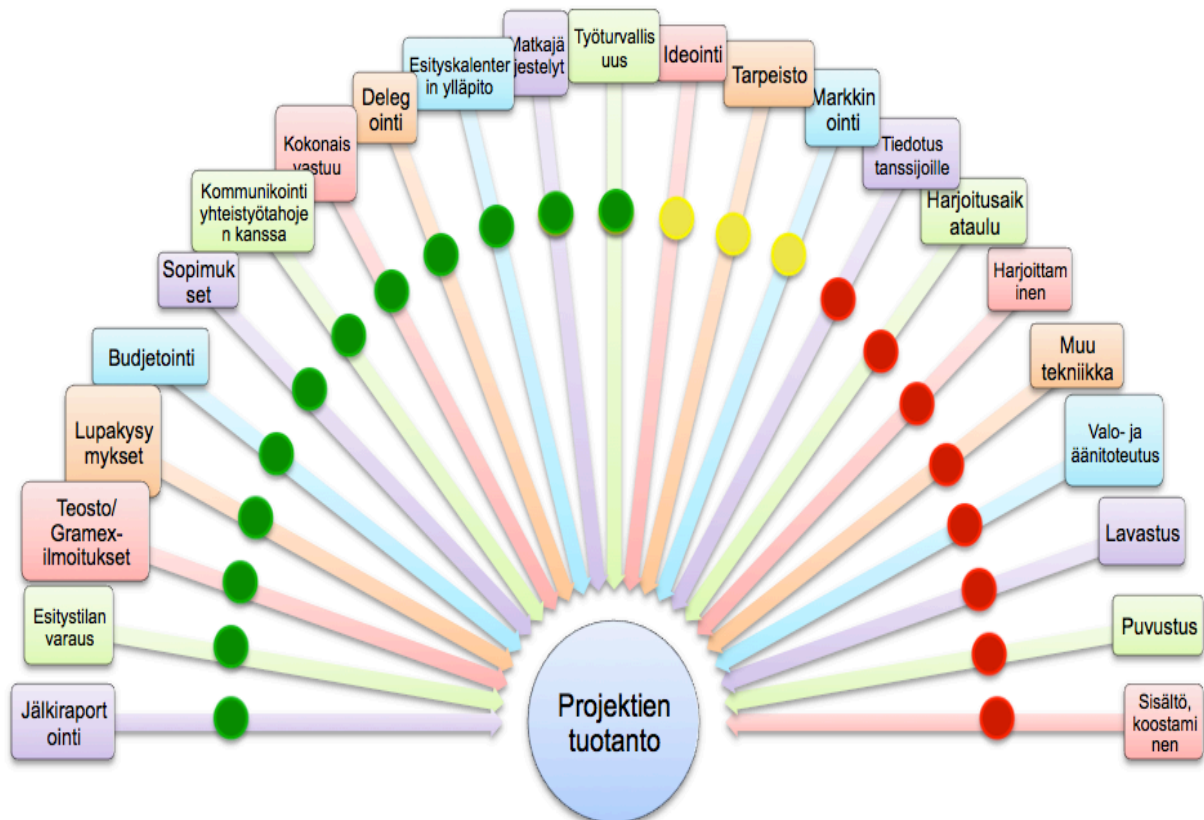 Jälkiraport
ointi
Esitystilan
varaus
Teosto/
Gramex-
ilmoitukset
Lupakysy
mykset
Budjetointi
Sopimuk
set
Kommunikointi
yhteistyötahoje
n kanssa
Kokonais
vastuu
Deleg
ointi
Esityskalenter
in ylläpito
Matkajä
rjestelyt
Työturvallis
uus
Ideointi
Tarpeisto
Markkin
ointi
Tiedotus
tanssijoille
Harjoitusaik
ataulu
Harjoittam
inen
Muu
tekniikka
Valo- ja
äänitoteutus
Lavastus
Puvustus
Sisältö,
koostami
nen
Projektien
tuotanto